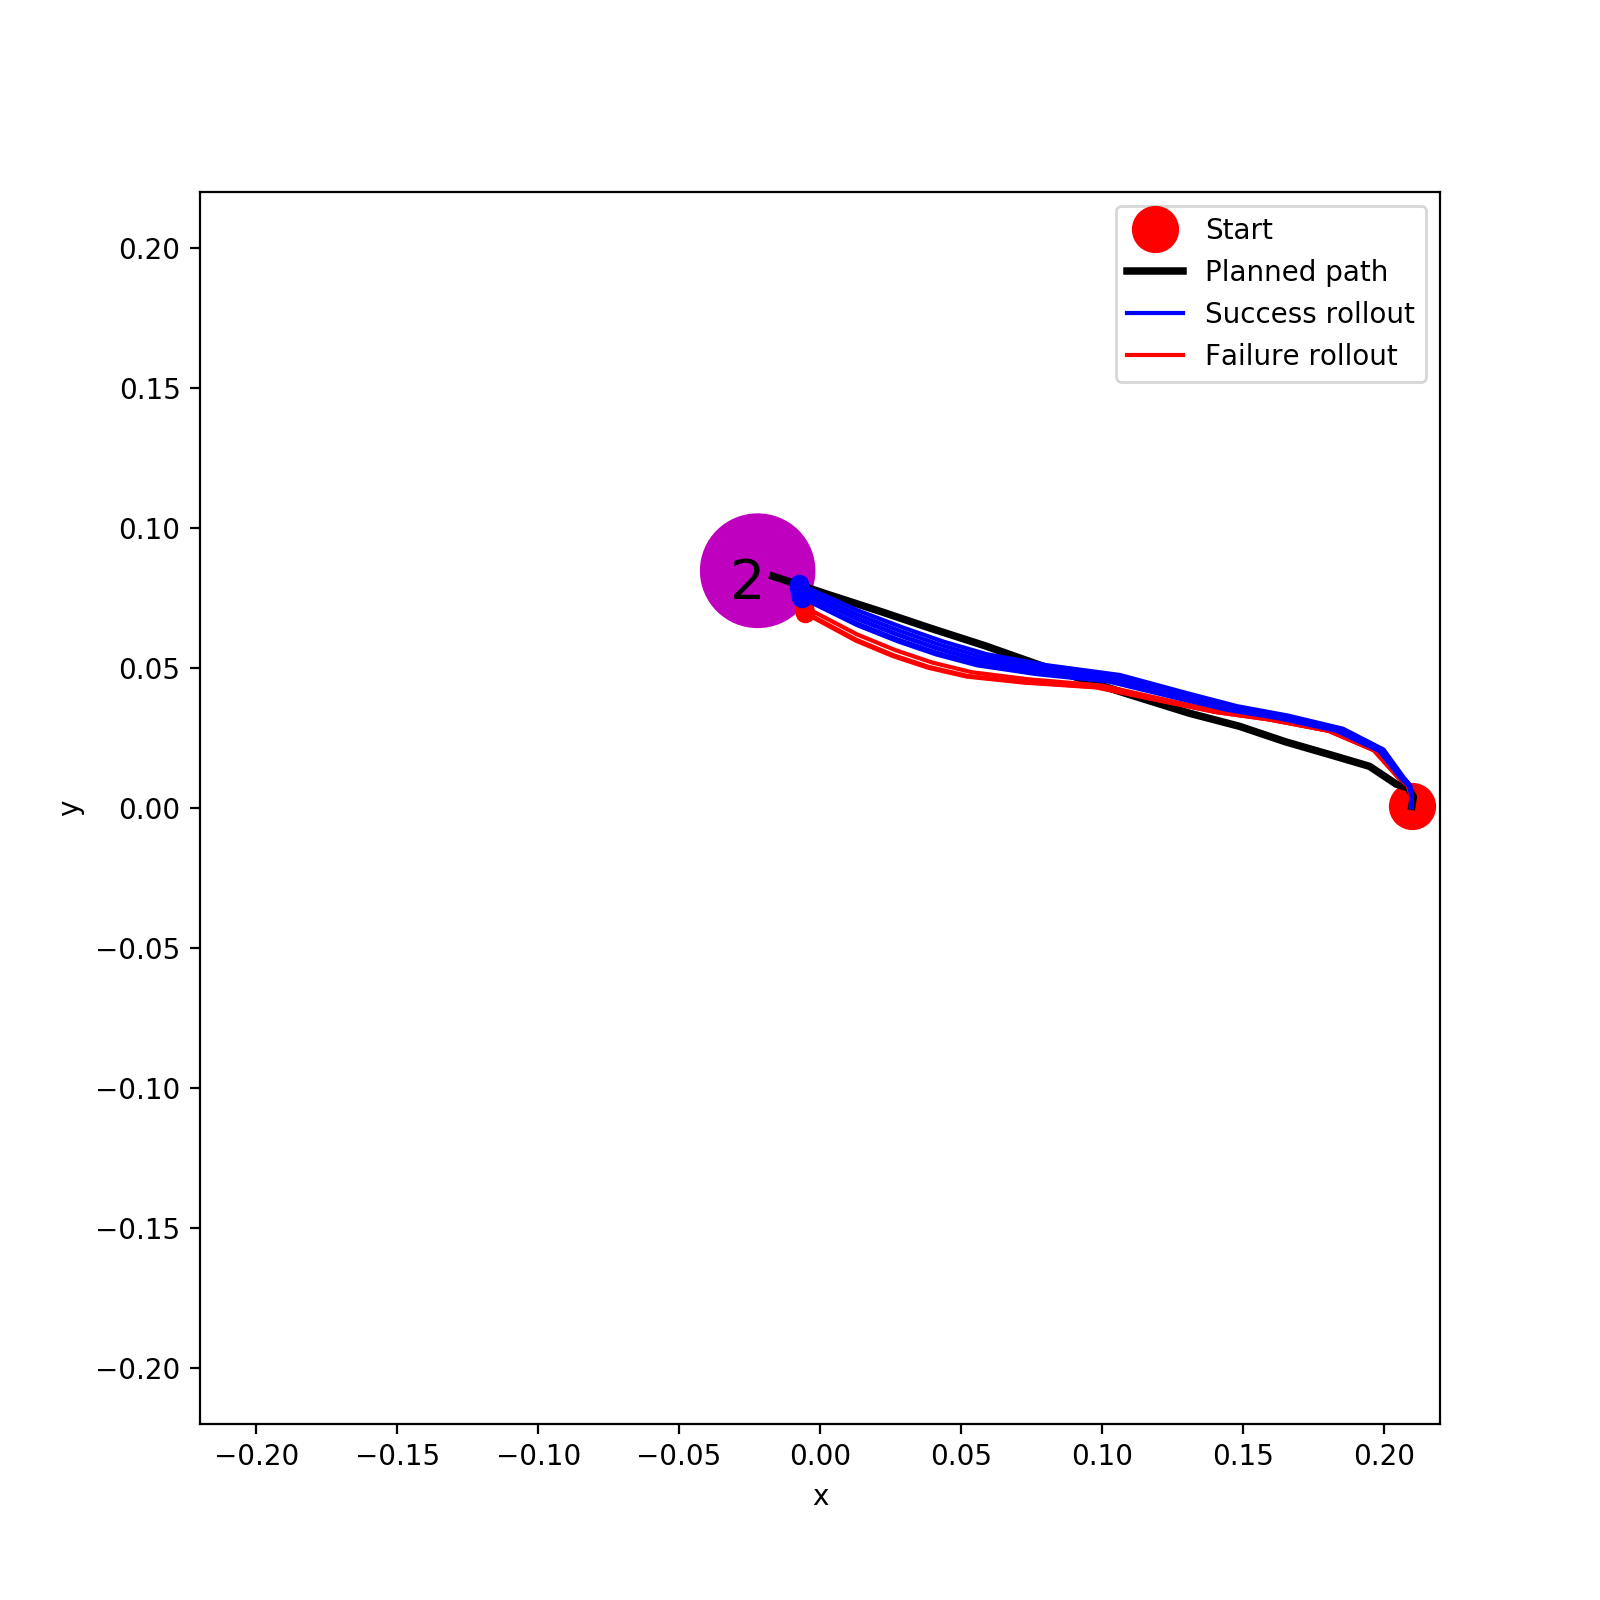 Start
Planned path
Success rollout
Failure rollout
0.20
0.15
0.10
0.05
0.00
−0.05
−0.10
−0.15
−0.20
y
2
−0.20 −0.15 −0.10 −0.05 0.00 0.05 0.10 0.15 0.20
x